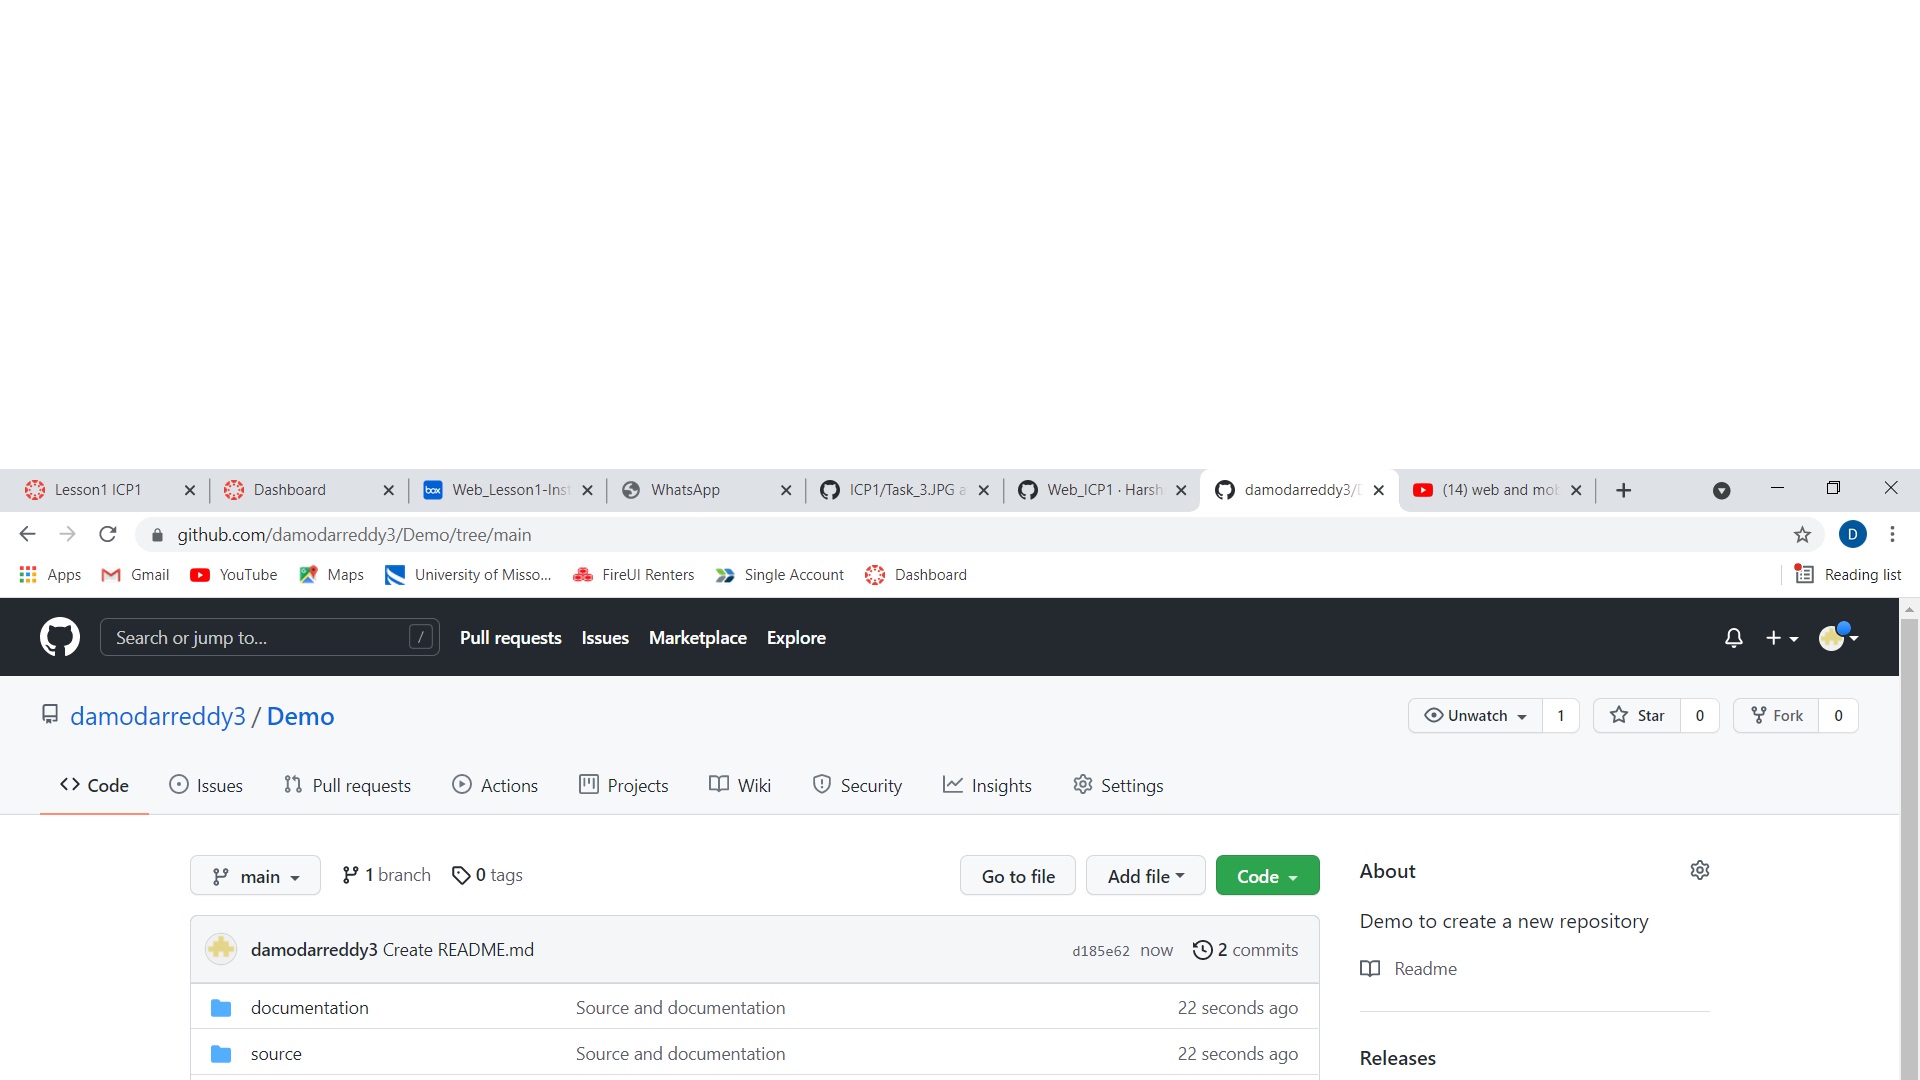 Lesson1 ICP1 Dashboard Web_Lesson1-Inst WhatsApp ICP1/Task_3.JPG a Web_ICP1 · Harsh damodarreddy3/D (14) web and mob
github.com/damodarreddy3/Demo/tree/main D
Apps Gmail YouTube Maps University of Misso... FireUI Renters Single Account Dashboard Reading list
Search or jump to... / Pull requests Issues Marketplace Explore
damodarreddy3 / Demo Unwatch 1 Star 0 Fork 0
Code Issues Pull requests Actions Projects Wiki Security Insights Settings
main 1 branch 0 tags Go to file Add file Code About
Demo to create a new repository
damodarreddy3 Create README.md d185e62 now 2 commits
Readme
documentation Source and documentation 22 seconds ago
source Source and documentation 22 seconds ago
Releases